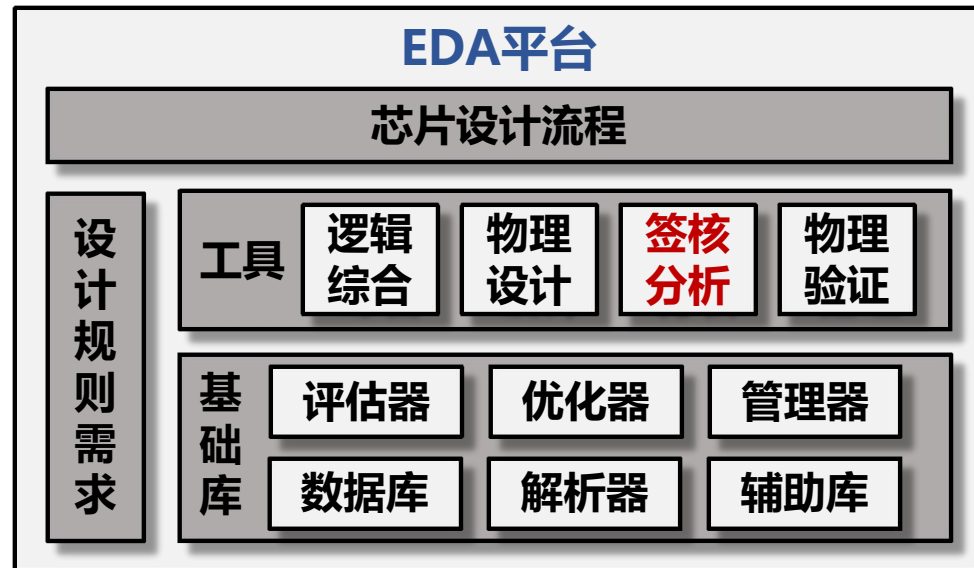 EDA平台
芯片设计流程
设计规则需求
工具
逻辑
综合
物理
设计
签核
分析
物理
验证
基础库
评估器
优化器
管理器
数据库
解析器
辅助库